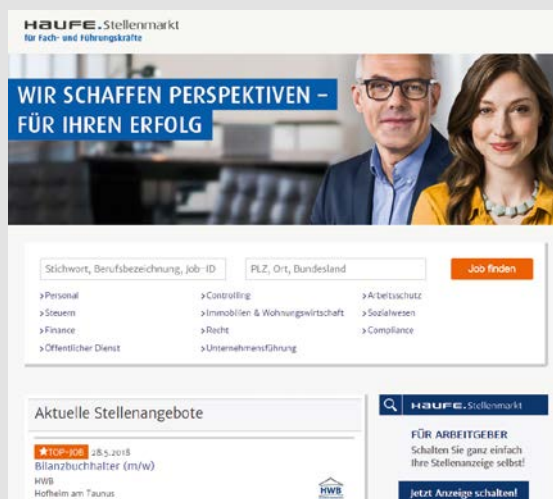 HAUFE.Stellenmarkt
für Fach- und Führungskräfte
WIR SCHAFFEN PERSPEKTIVEN –
FÜR IHREN ERFOLG
Stichwort, Berufsbezeichnung, Job-ID
PLZ, Ort, Bundesland
Job finden
> Personal
> Controlling
> Arbeitsschutz
> Steuern
> Immobilien & Wohnungswirtschaft
> Sozialwesen
> Finance
> Recht
> Compliance
> Öffentlicher Dienst
> Unternehmensführung
Aktuelle Stellenangebote
★TOP-JOB 28.5.2018
Bilanzbuchhalter (m/w)
HWB
Hofheim am Taunus
HWB
HAUFE.Stellenmarkt
FÜR ARBEITGEBER
Schalten Sie ganz einfach
Ihre Stellenanzeige selbst!
Jetzt Anzeige schalten!